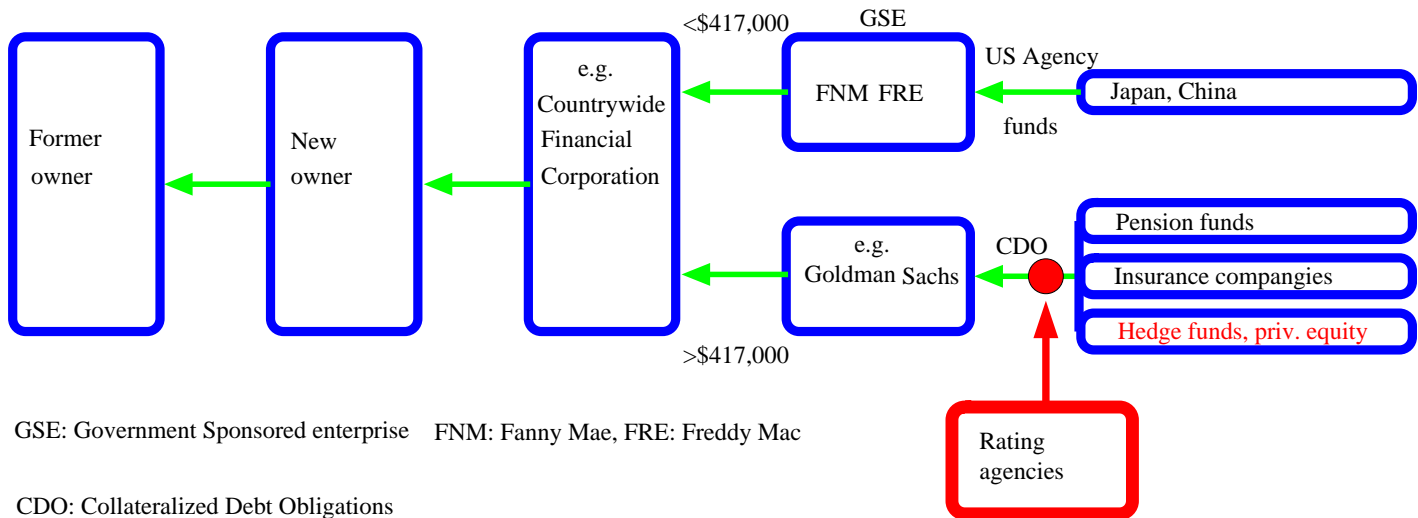 <$417,000
GSE
US Agency
funds
Former
owner
New
owner
e.g.
Countrywide
Financial
Corporation
FNM FRE
Japan, China
e.g.
Goldman Sachs
CDO
Pension funds
Insurance compangies
Hedge funds, priv. equity
>$417,000
Rating
agencies
GSE: Government Sponsored enterprise FNM: Fanny Mae, FRE: Freddy Mac
CDO: Collateralized Debt Obligations